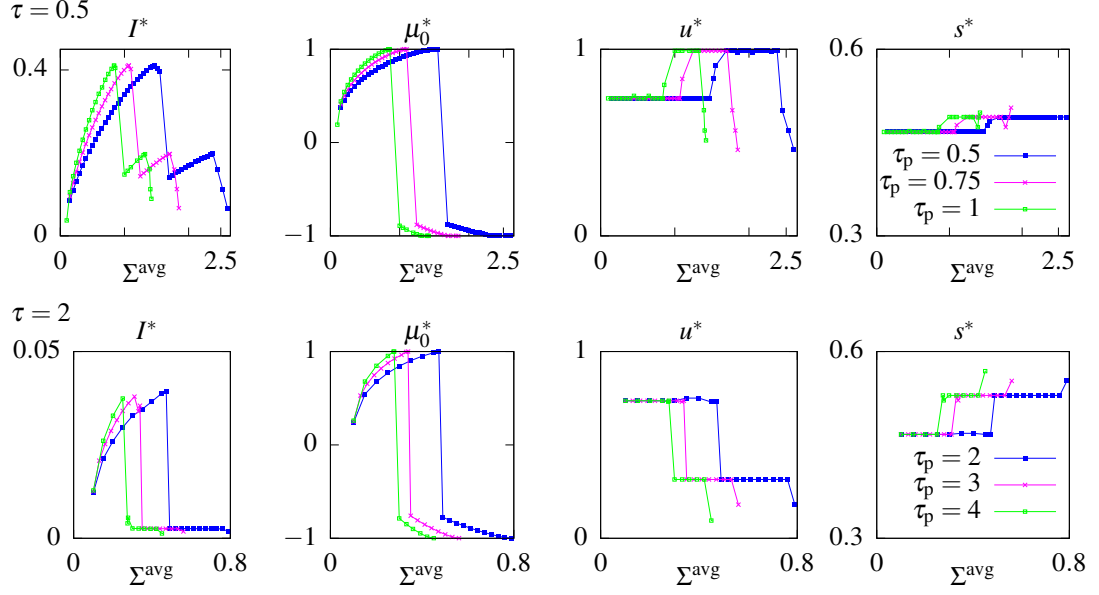 τ = 0.5
I* μ₀* u* s*
0.4 1 1 0.6
0
τₚ = 0.5
τₚ = 0.75
τₚ = 1
0 −1 0 0.3
0 2.5 0 2.5 0 2.5 0 2.5
Σᵃᵛᵍ Σᵃᵛᵍ Σᵃᵛᵍ Σᵃᵛᵍ
τ = 2
I* μ₀* u* s*
0.05 1 1 0.6
0
τₚ = 2
τₚ = 3
τₚ = 4
0 −1 0 0.3
0 0.8 0 0.8 0 0.8 0 0.8
Σᵃᵛᵍ Σᵃᵛᵍ Σᵃᵛᵍ Σᵃᵛᵍ